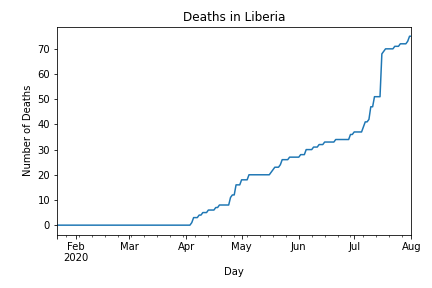 Deaths in Liberia
Number of Deaths
70
60
50
40
30
20
10
0
Feb
2020
Mar
Apr
May
Jun
Jul
Aug
Day